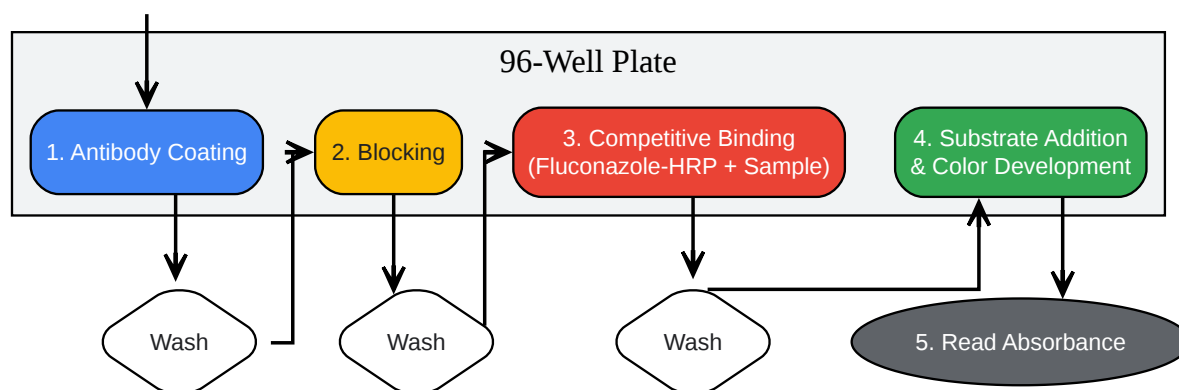 96-Well Plate
1. Antibody Coating
2. Blocking
3. Competitive Binding
(Fluconazole-HRP + Sample)
4. Substrate Addition
& Color Development
Wash
Wash
Wash
5. Read Absorbance